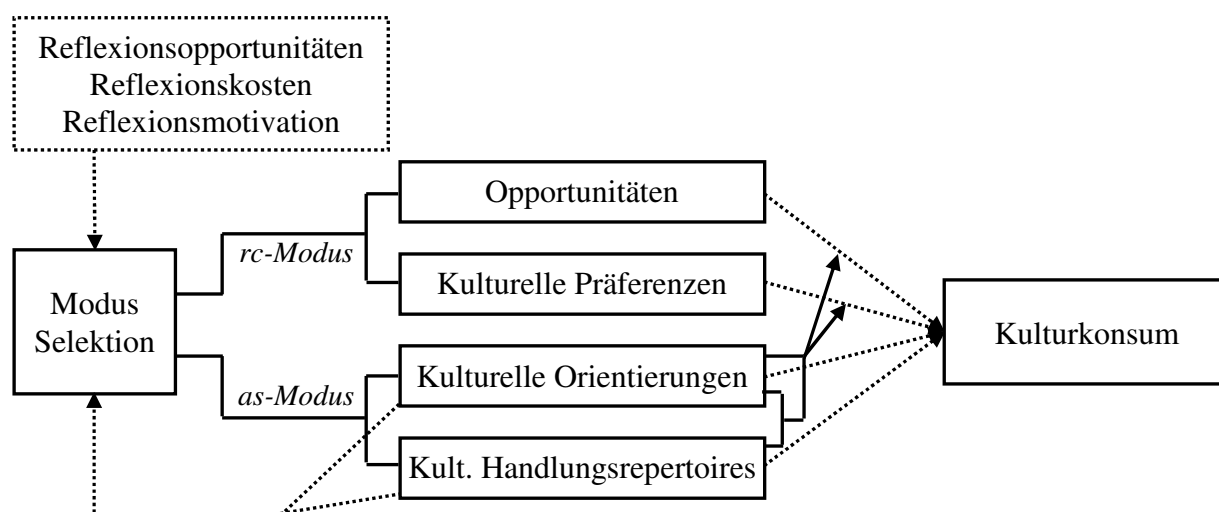 Reflexionsopportunitäten
Reflexionskosten
Reflexionsmotivation
Opportunitäten
rc-Modus
Kulturelle Präferenzen
Modus
Selektion
Kulturkonsum
Kulturelle Orientierungen
as-Modus
Kult. Handlungsrepertoires